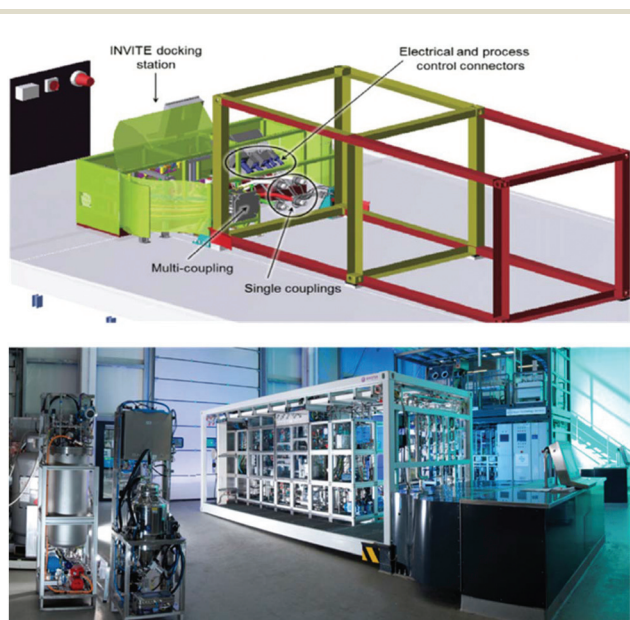 INVITE docking
station
Electrical and process
control connectors
Multi-coupling
Single couplings